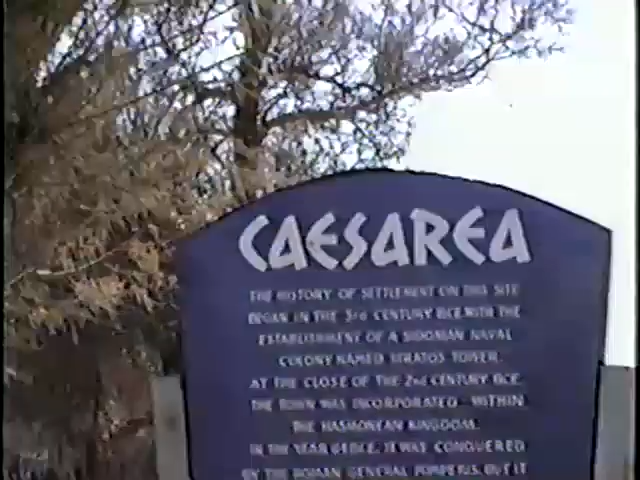 CAESAREA
THE HISTORY OF SETTLEMENT ON THIS SITE
BEGAN IN THE 3rd CENTURY BCE.WITH THE
ESTABLISHMENT OF A SIDONIAN NAVAL
COLONY NAMED STRATOS TOWER.
AT THE CLOSE OF THE 2nd CENTURY BCE.
THE TOWN WAS INCORPORATED WITHIN
THE HASMONEAN KINGDOM.
IN THE YEAR IT WAS CONQUERED
BY THE ROMAN GENERAL POMPEIUS, BUT IT